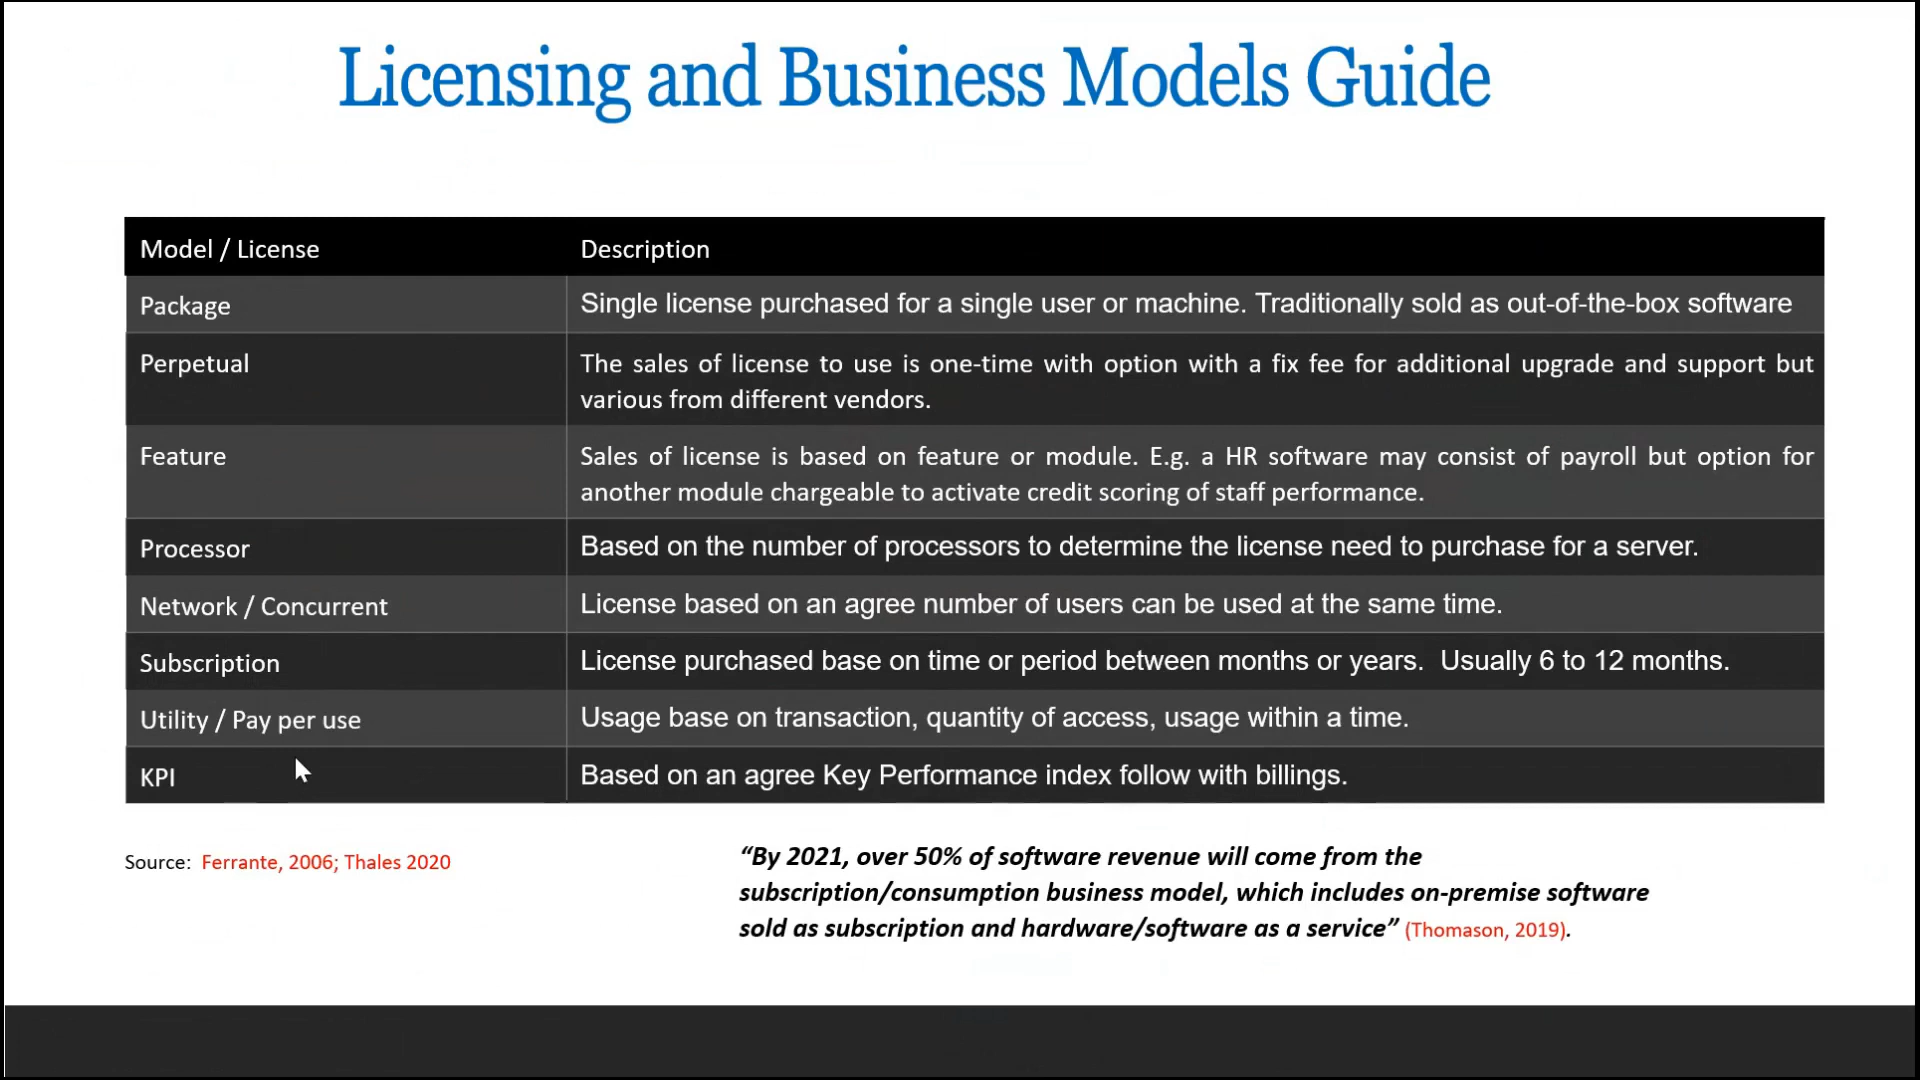 Licensing and Business Models Guide
Model / License
Description
Package
Single license purchased for a single user or machine. Traditionally sold as out-of-the-box software
Perpetual
The sales of license to use is one-time with option with a fix fee for additional upgrade and support but
various from different vendors.
Feature
Sales of license is based on feature or module. E.g. a HR software may consist of payroll but option for
another module chargeable to activate credit scoring of staff performance.
Processor
Based on the number of processors to determine the license need to purchase for a server.
Network / Concurrent
License based on an agree number of users can be used at the same time.
Subscription
License purchased base on time or period between months or years.  Usually 6 to 12 months.
Utility / Pay per use
Usage base on transaction, quantity of access, usage within a time.
KPI
Based on an agree Key Performance index follow with billings.
Source:  Ferrante, 2006; Thales 2020
“By 2021, over 50% of software revenue will come from the
subscription/consumption business model, which includes on-premise software
sold as subscription and hardware/software as a service” (Thomason, 2019).